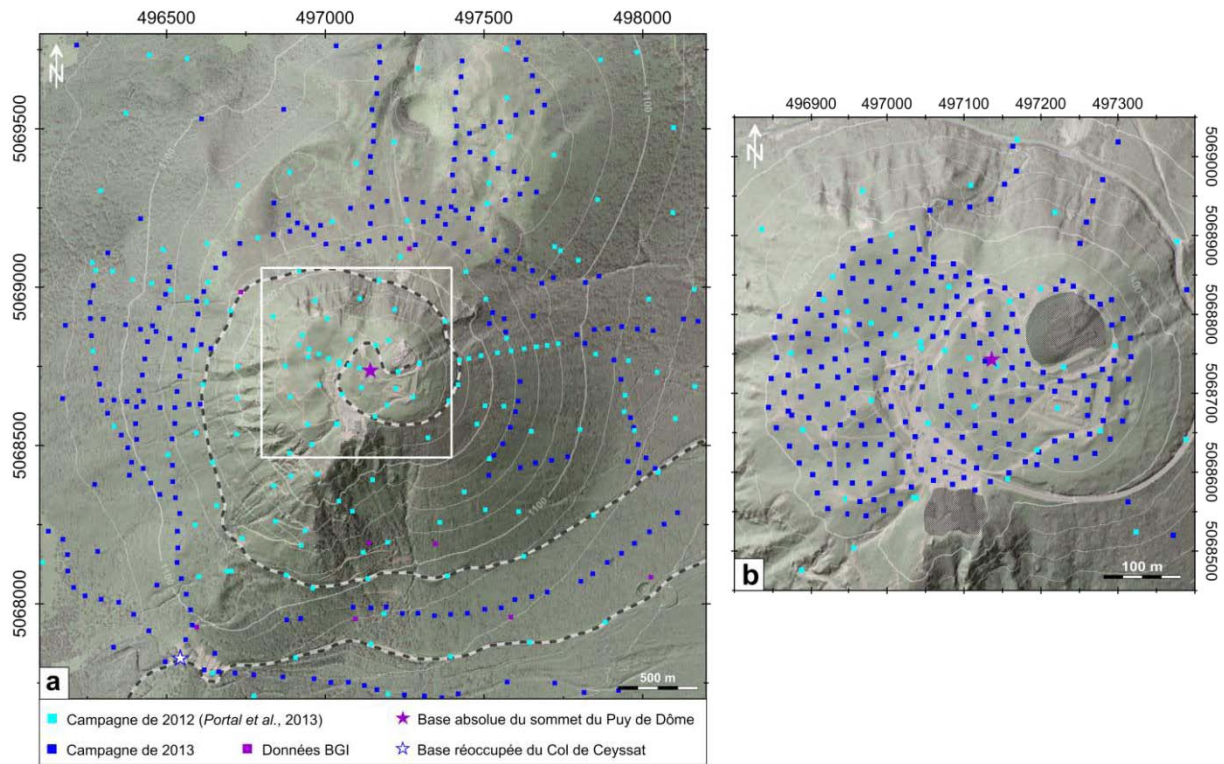 496500 497000 497500 498000
N
5069500
5069000
5068500
5068000
1100
1100
1100
a
500 m
Campagne de 2012 (Portal et al., 2013)
Base absolue du sommet du Puy de Dôme
Campagne de 2013
Données BGI
Base réoccupée du Col de Ceyssat
496900 497000 497100 497200 497300
N
5069000
5068900
5068800
5068700
5068600
5068500
b
100 m